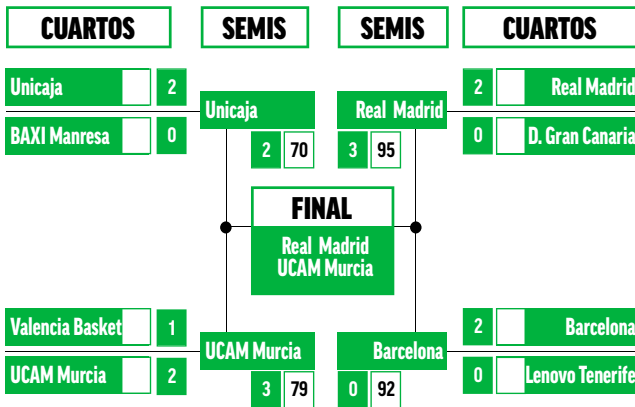 CUARTOS SEMIS SEMIS CUARTOS
Unicaja 2
BAXI Manresa 0
Unicaja
2 70
Real Madrid
3 95
2 Real Madrid
0 D. Gran Canaria
FINAL
Real Madrid
UCAM Murcia
Valencia Basket 1
UCAM Murcia 2
UCAM Murcia
3 79
Barcelona
0 92
2 Barcelona
0 Lenovo Tenerife